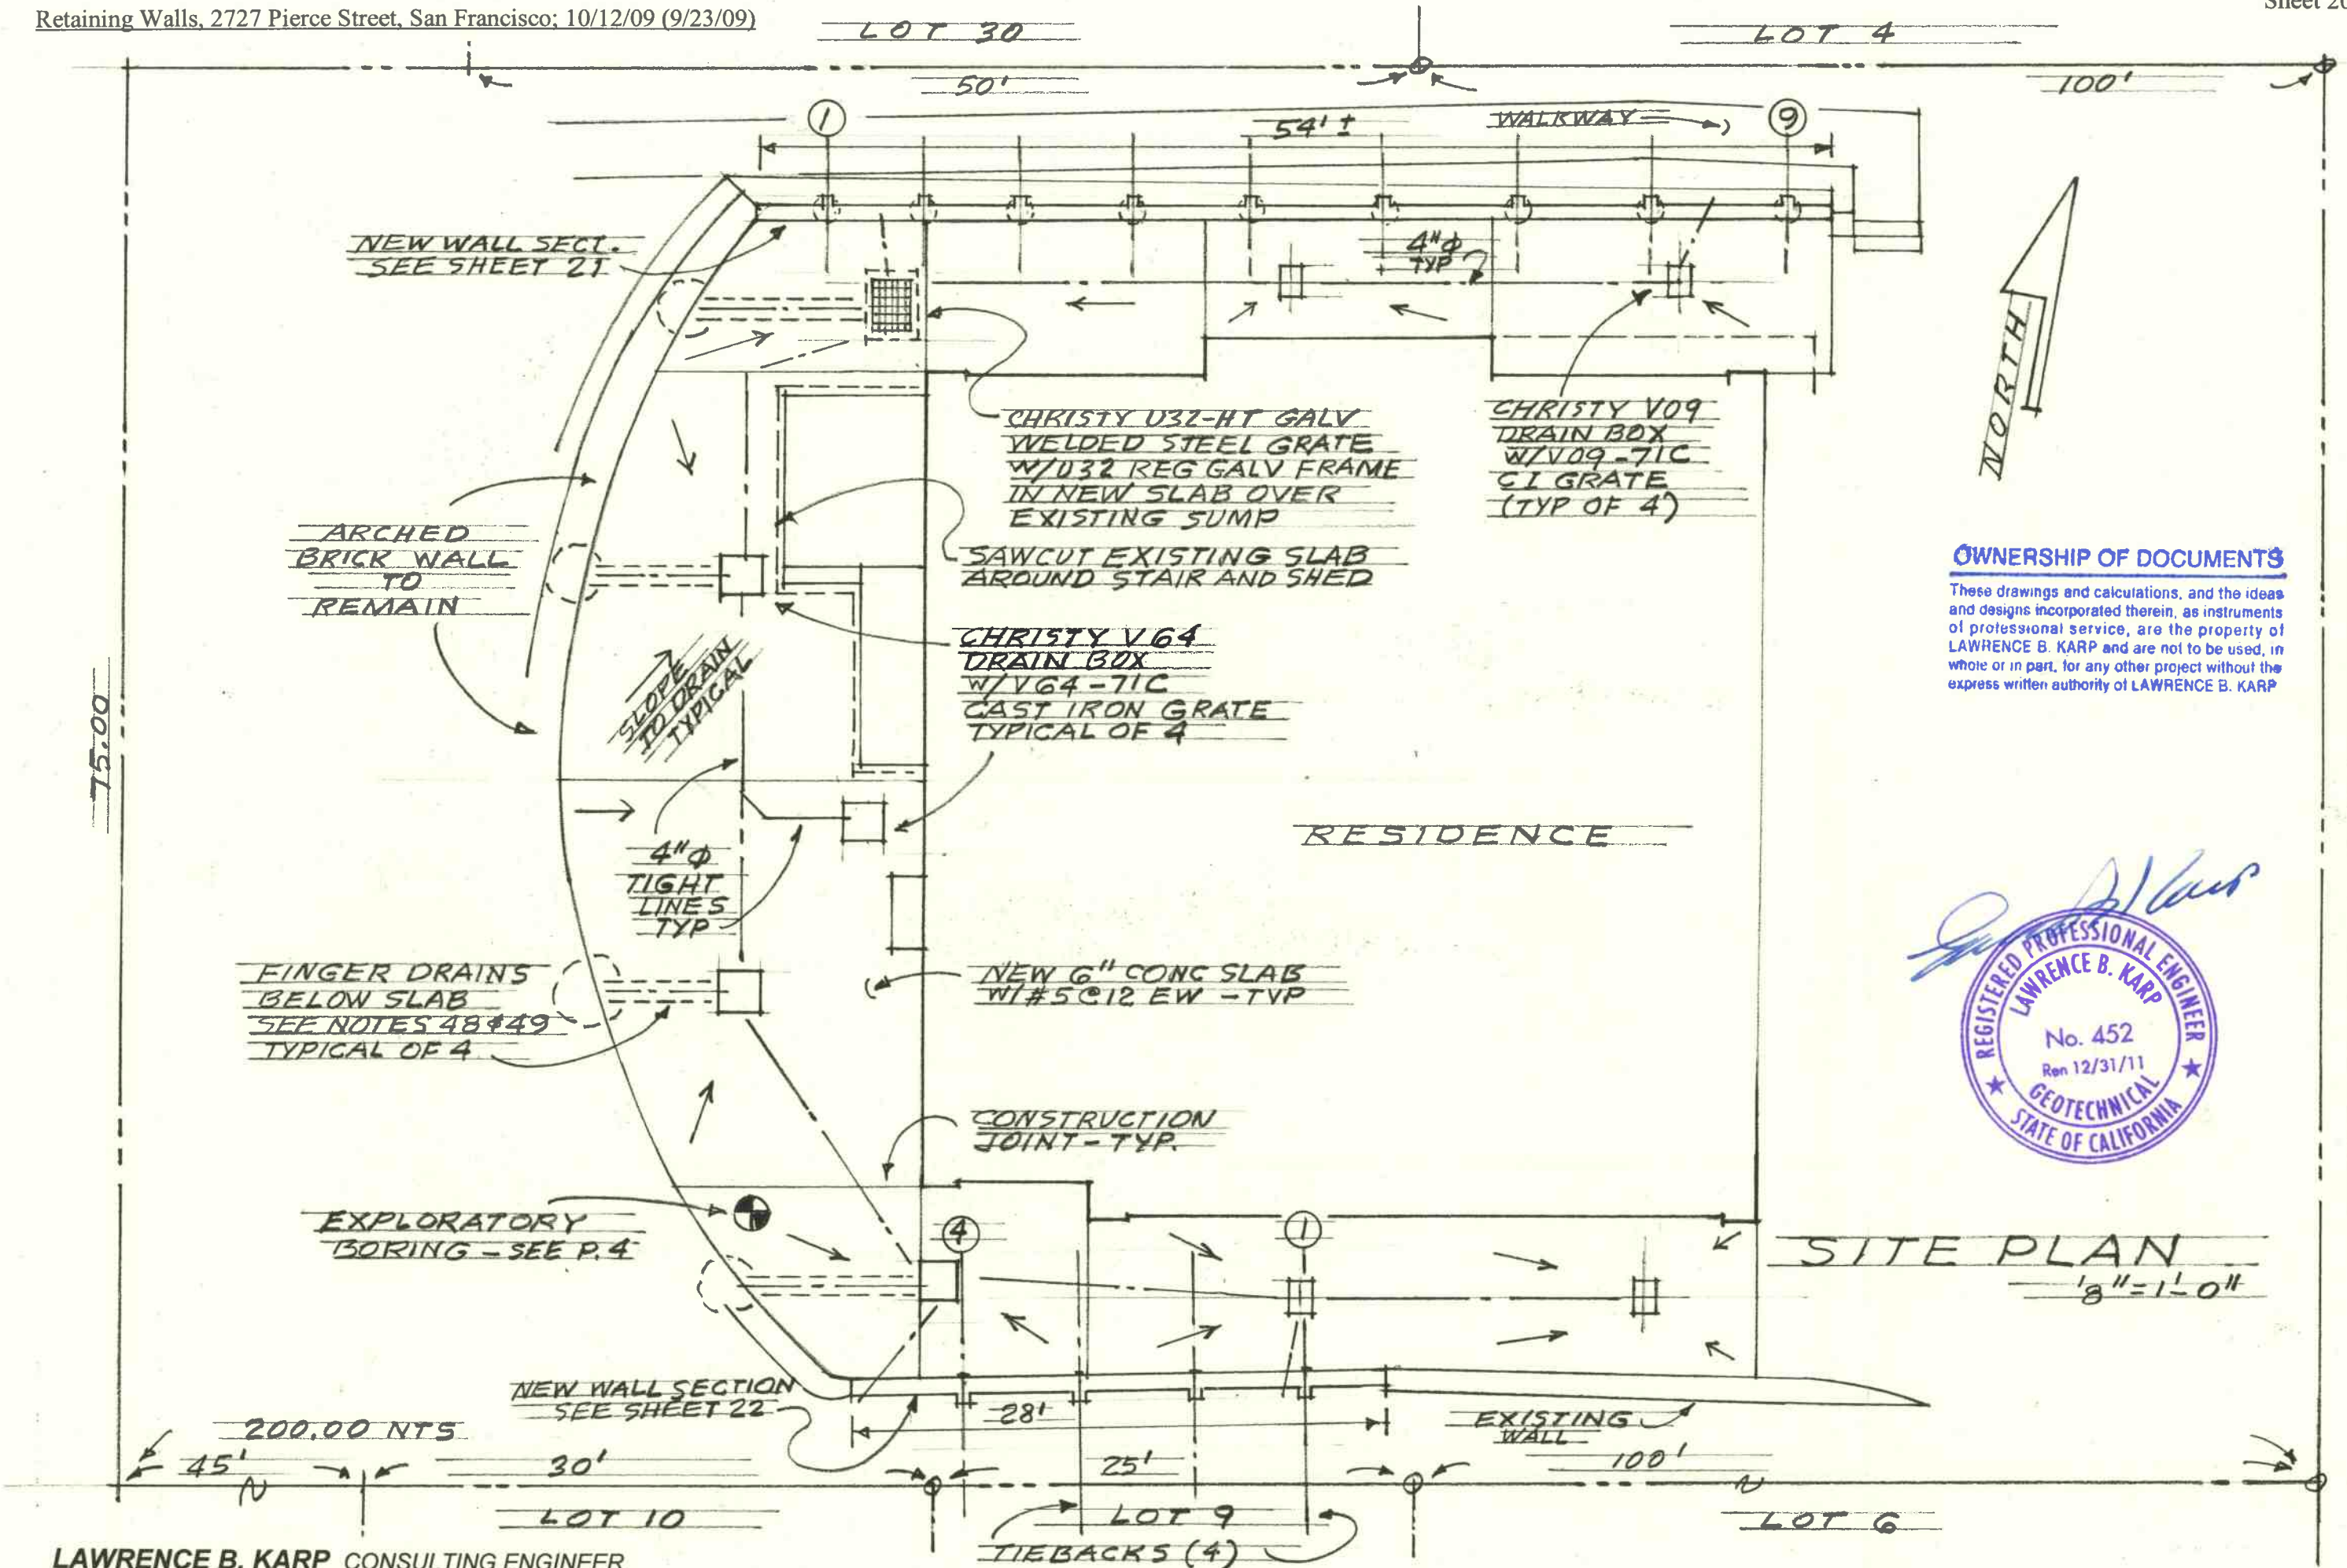 Retaining Walls, 2727 Pierce Street, San Francisco; 10/12/09 (9/23/09)
Sheet 20
LOT 30
LOT 4
50'
100'
1
54' ±
WALKWAY
9
NEW WALL SECT.
SEE SHEET 21
4"φ
TYP
NORTH
CHRISTY U32-HT GALV
WELDED STEEL GRATE
W/U32 REG GALV FRAME
IN NEW SLAB OVER
EXISTING SUMP
CHRISTY V09
DRAIN BOX
W/V09-71C
CI GRATE
(TYP OF 4)
ARCHED
BRICK WALL
TO
REMAIN
SAWCUT EXISTING SLAB
AROUND STAIR AND SHED
OWNERSHIP OF DOCUMENTS
These drawings and calculations, and the ideas
and designs incorporated therein, as instruments
of professional service, are the property of
LAWRENCE B. KARP and are not to be used, in
whole or in part, for any other project without the
express written authority of LAWRENCE B. KARP
CHRISTY V64
DRAIN BOX
W/V64-71C
CAST IRON GRATE
TYPICAL OF 4
SLOPE
TO DRAIN
TYPICAL
75.00
RESIDENCE
4"φ
TIGHT
LINES
TYP
FINGER DRAINS
BELOW SLAB
SEE NOTES 48&49
TYPICAL OF 4
NEW 6" CONC SLAB
W/#5@12 EW - TYP
REGISTERED PROFESSIONAL ENGINEER
LAWRENCE B. KARP
No. 452
Ren 12/31/11
GEOTECHNICAL
STATE OF CALIFORNIA
CONSTRUCTION
JOINT - TYP.
EXPLORATORY
BORING - SEE P. 4
4
1
SITE PLAN
1/8"=1'-0"
NEW WALL SECTION
SEE SHEET 22
28'
EXISTING
WALL
200.00 NTS
45'
30'
25'
100'
LOT 10
LOT 9
LOT 6
TIEBACKS (4)
LAWRENCE B. KARP CONSULTING ENGINEER